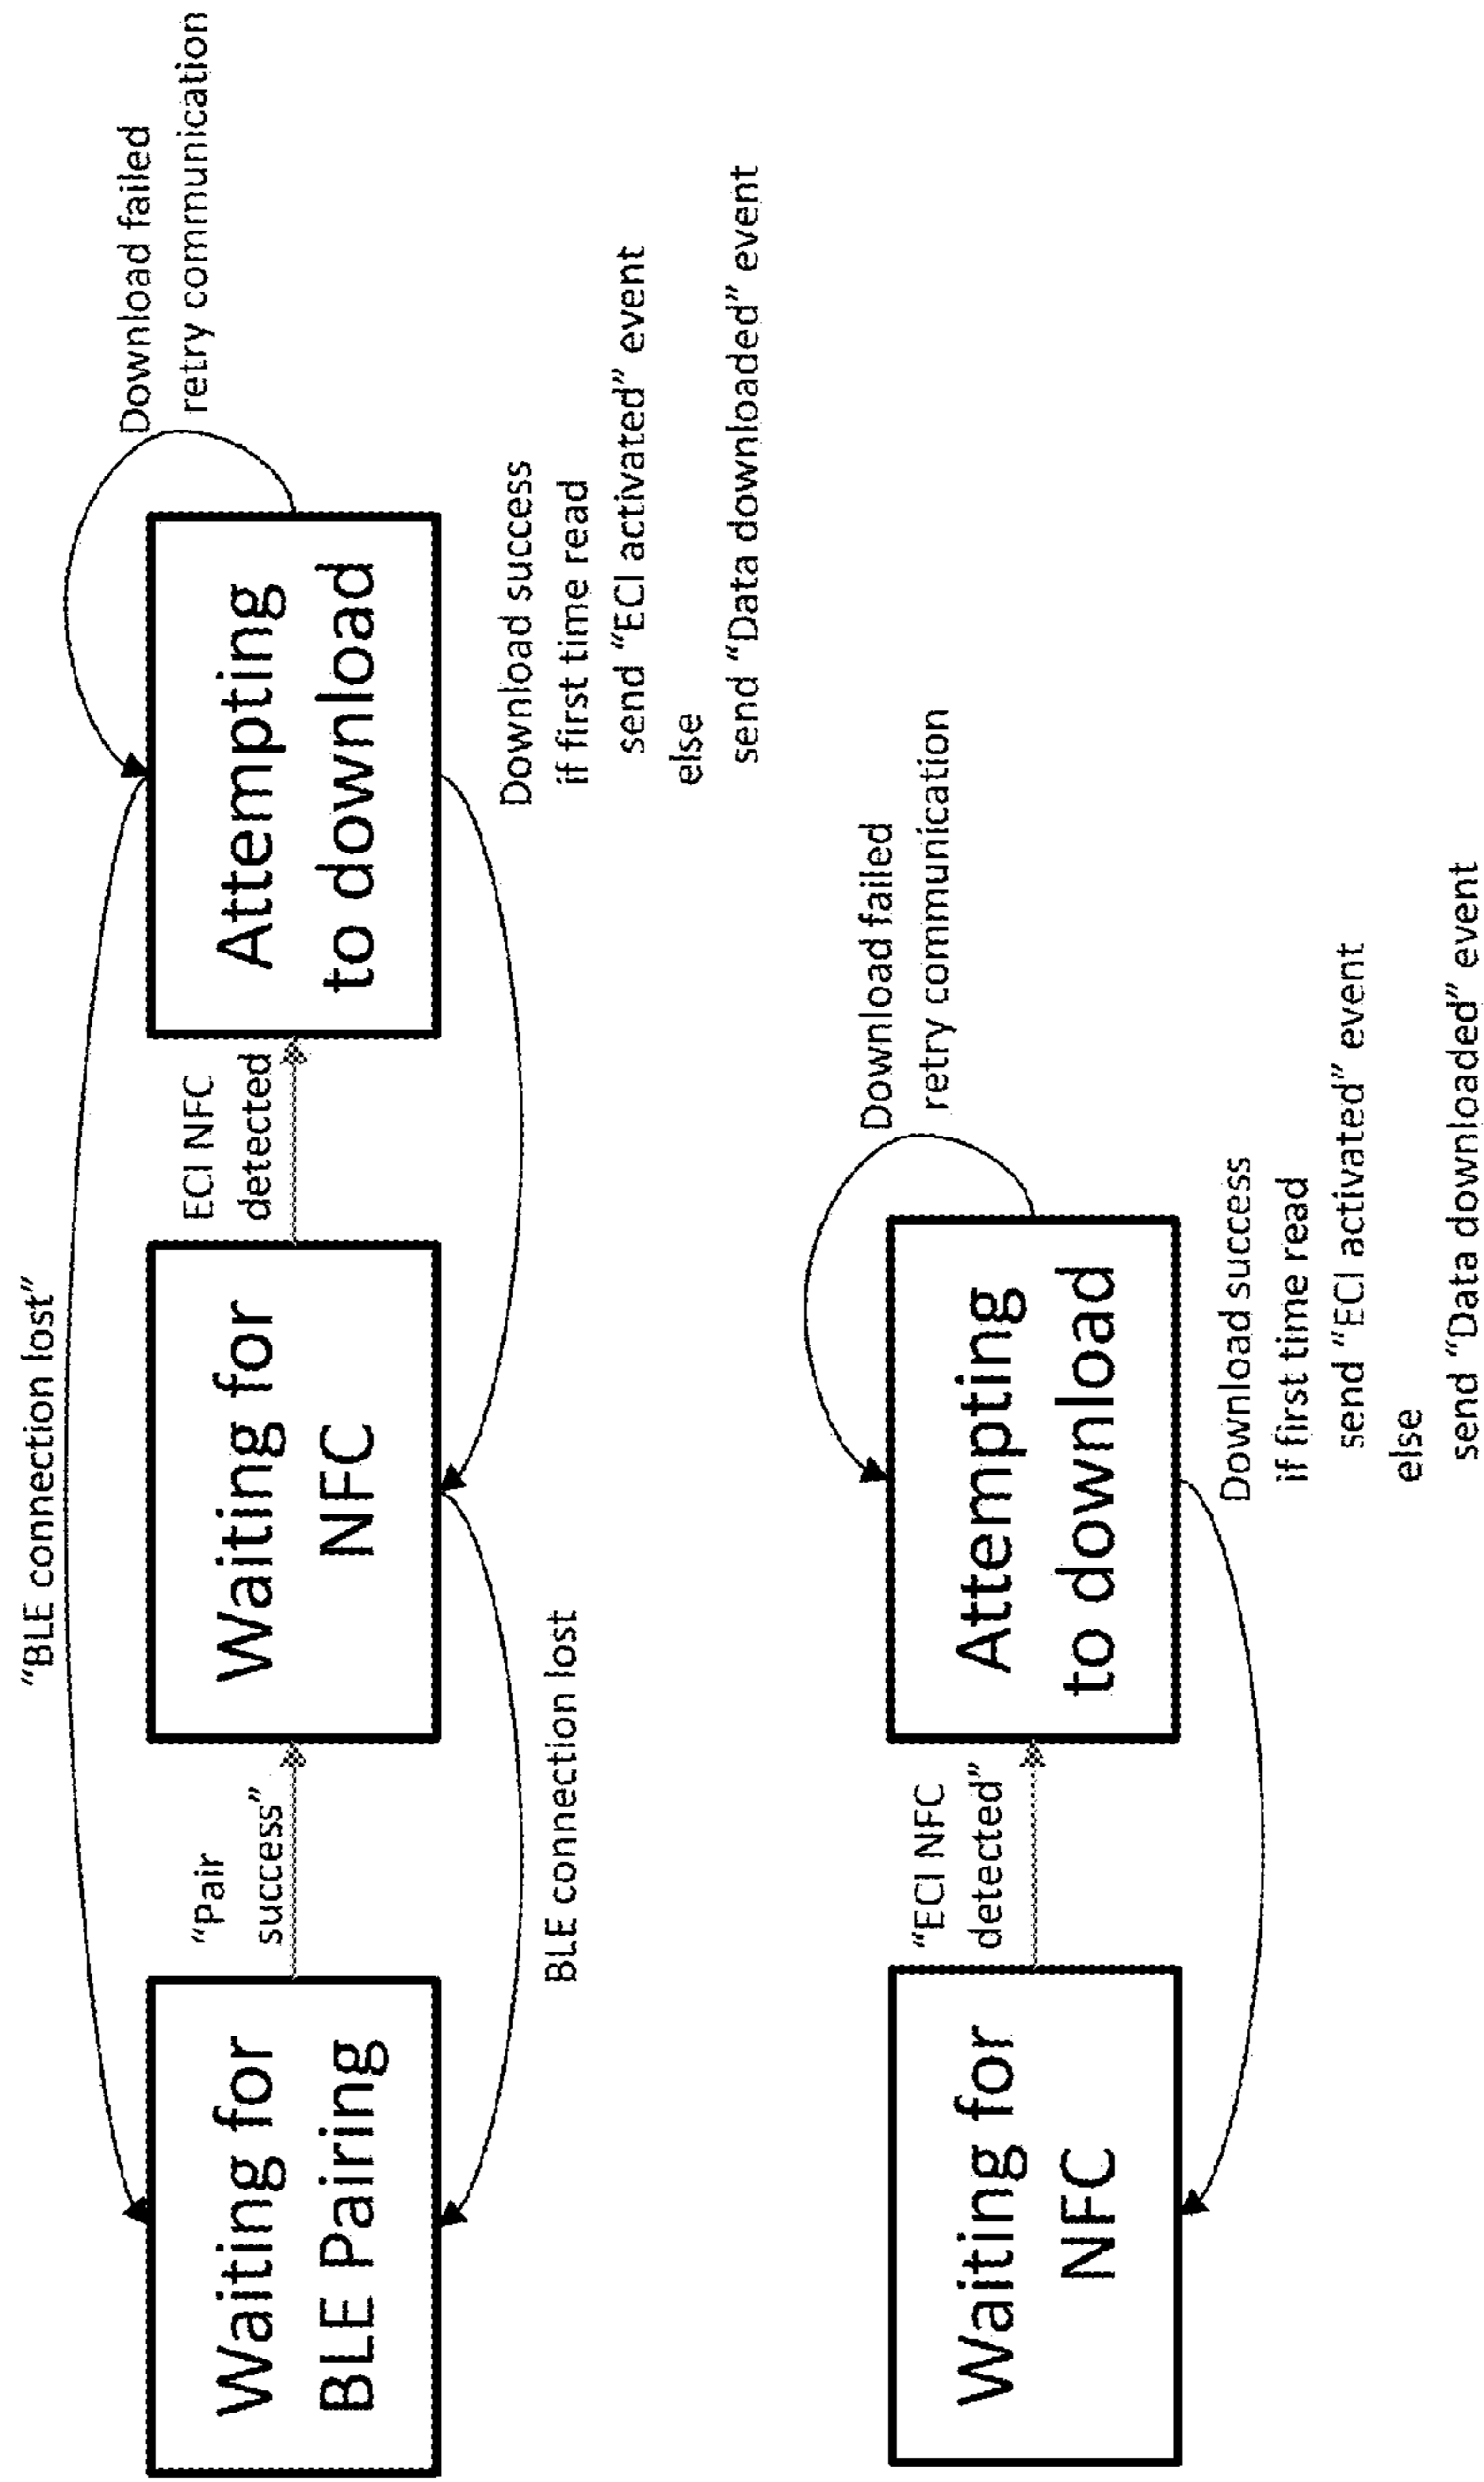 “BLE connection lost”
Waiting for
BLE Pairing
“Pair
success”
Waiting for
NFC
ECI NFC
detected
Attempting
to download
Download failed
retry communication
BLE connection lost
Download success
if first time read
send “ECI activated” event
else
send “Data downloaded” event
Waiting for
NFC
“ECI NFC
detected”
Attempting
to download
Download failed
retry communication
Download success
if first time read
send “ECI activated” event
else
send “Data downloaded” event